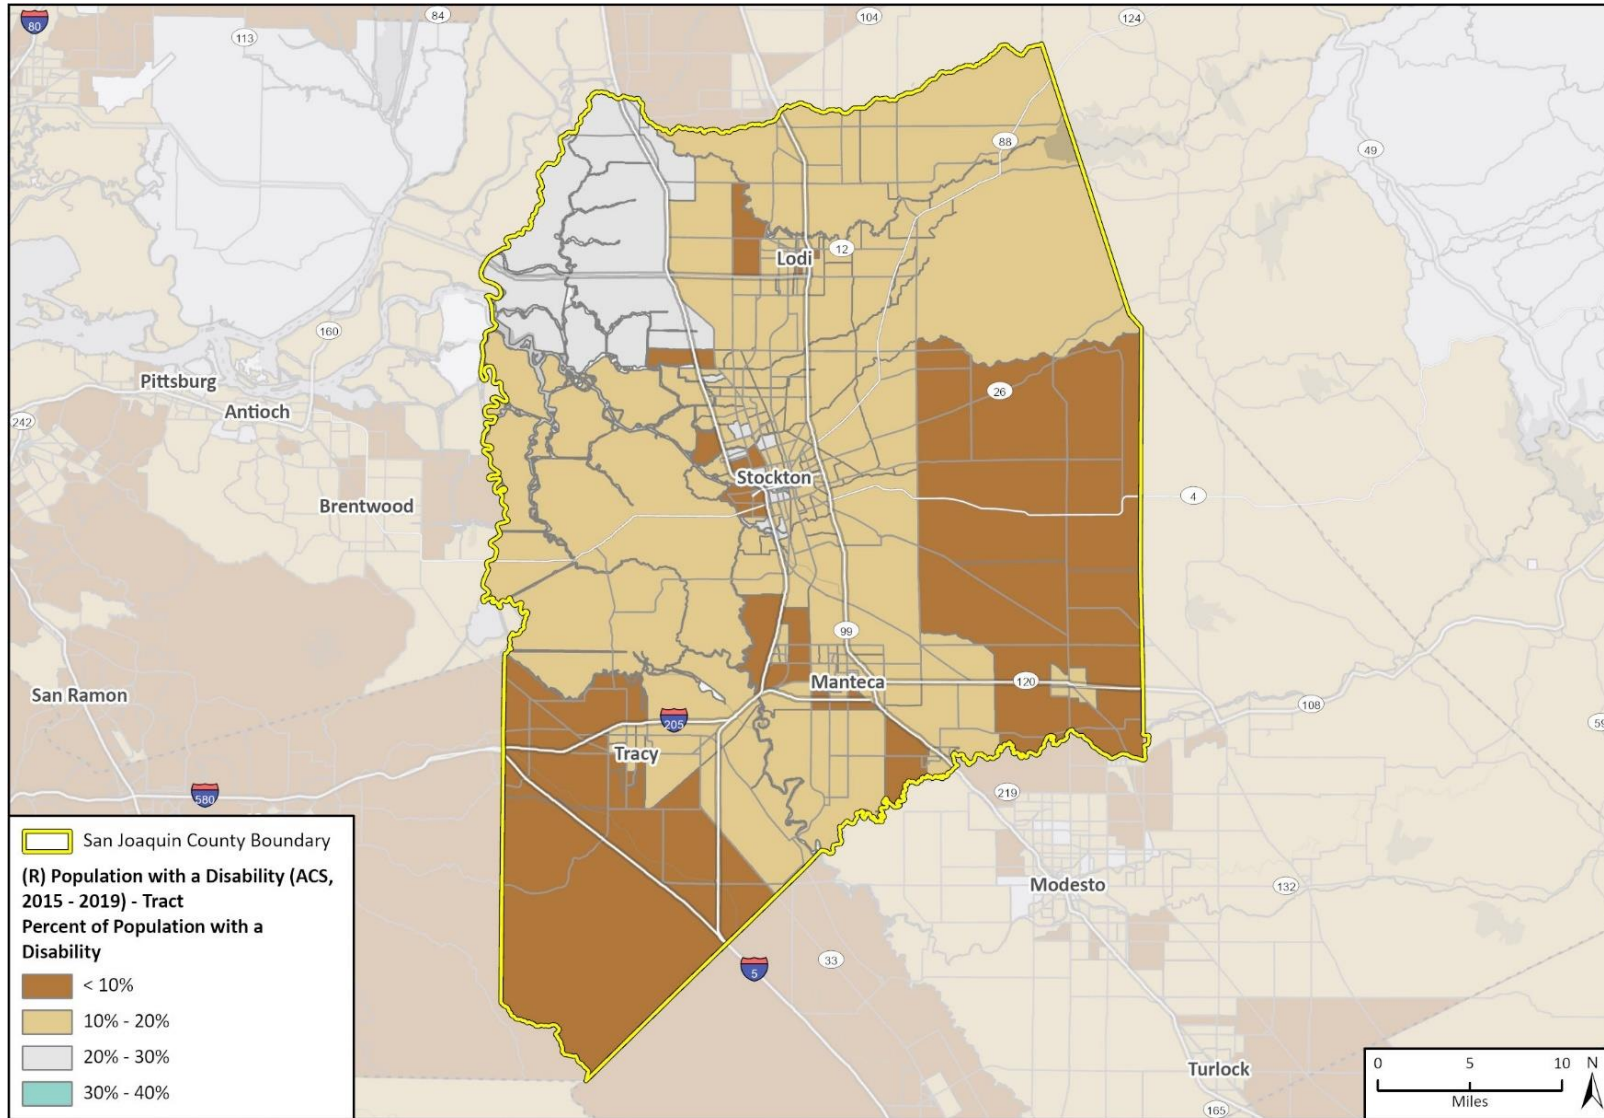 80
84
104
124
113
88
49
12
Lodi
160
Pittsburg
Antioch
242
26
Stockton
4
Brentwood
99
Manteca
120
San Ramon
108
59
205
Tracy
580
219
Modesto
132
5
33
Turlock
165
San Joaquin County Boundary
(R) Population with a Disability (ACS,
2015 - 2019) - Tract
Percent of Population with a
Disability
< 10%
10% - 20%
20% - 30%
30% - 40%
0 5 10
Miles
N